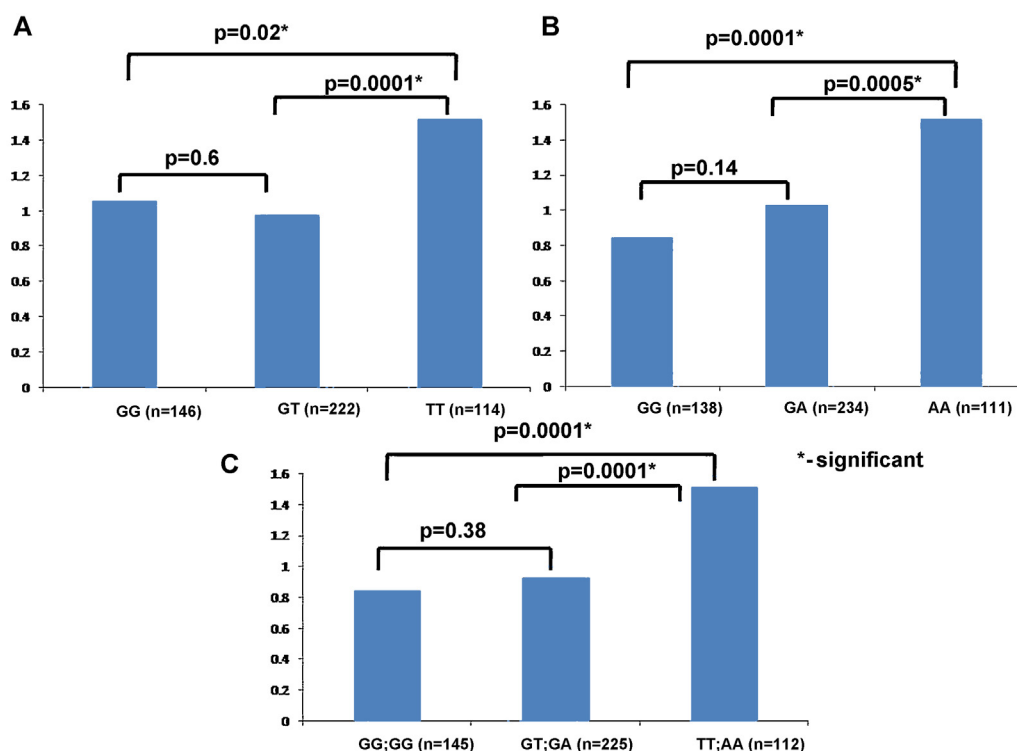 A
p=0.02*
p=0.0001*
p=0.6
1.6
1.4
1.2
1
0.8
0.6
0.4
0.2
0
GG (n=146)
GT (n=222)
TT (n=114)
B
p=0.0001*
p=0.0005*
p=0.14
1.6
1.4
1.2
1
0.8
0.6
0.4
0.2
0
GG (n=138)
GA (n=234)
AA (n=111)
*-significant
C
p=0.0001*
p=0.0001*
p=0.38
1.6
1.4
1.2
1
0.8
0.6
0.4
0.2
0
GG;GG (n=145)
GT;GA (n=225)
TT;AA (n=112)